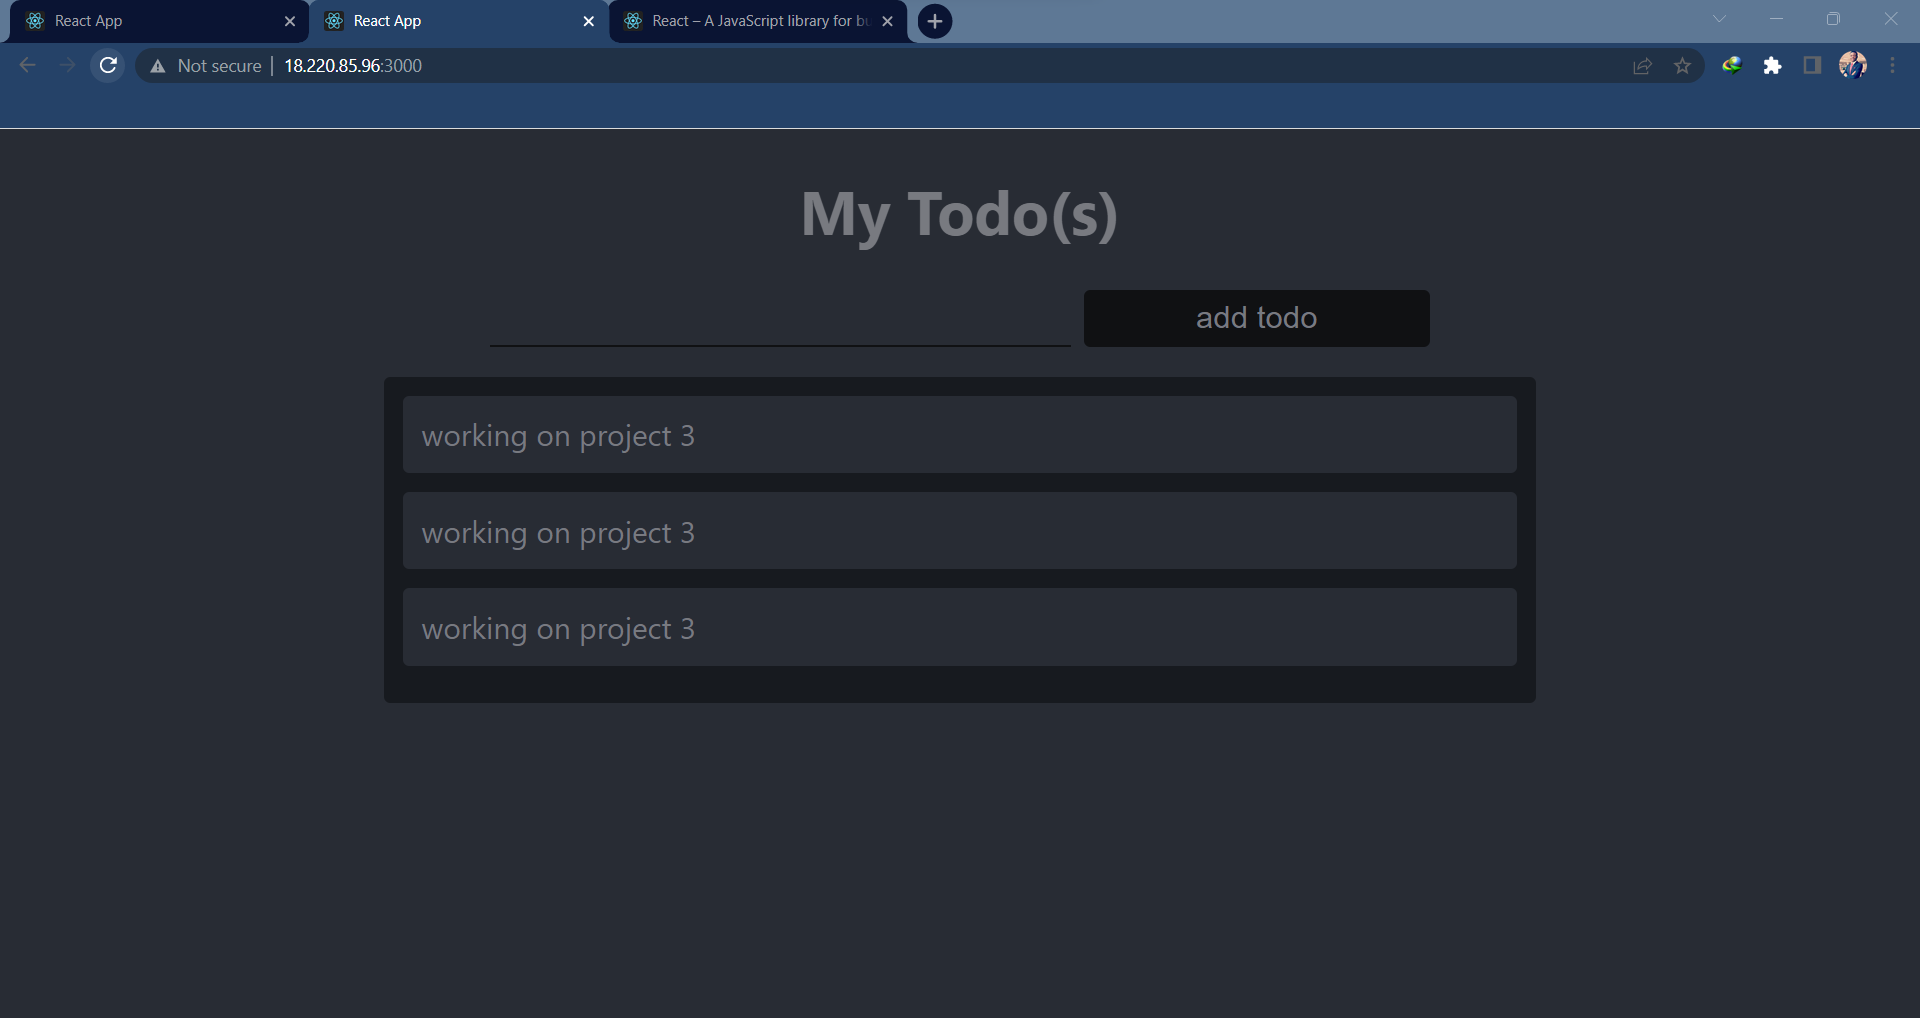 React App
React App
React – A JavaScript library for bu
Not secure
18.220.85.96:3000
My Todo(s)
add todo
working on project 3
working on project 3
working on project 3